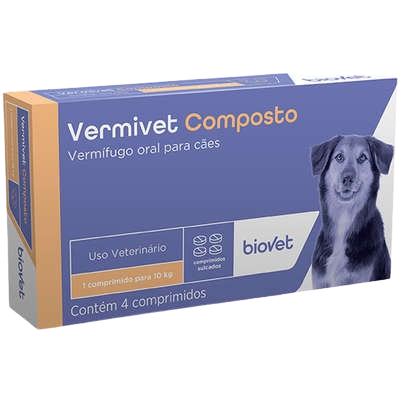 Vermivet Composto
Vermífugo oral para cães
Uso Veterinário
1 comprimido para 10 kg
comprimidos
sulcados
biovet
Contém 4 comprimidos
Vermivet Composto
biovet
biovet